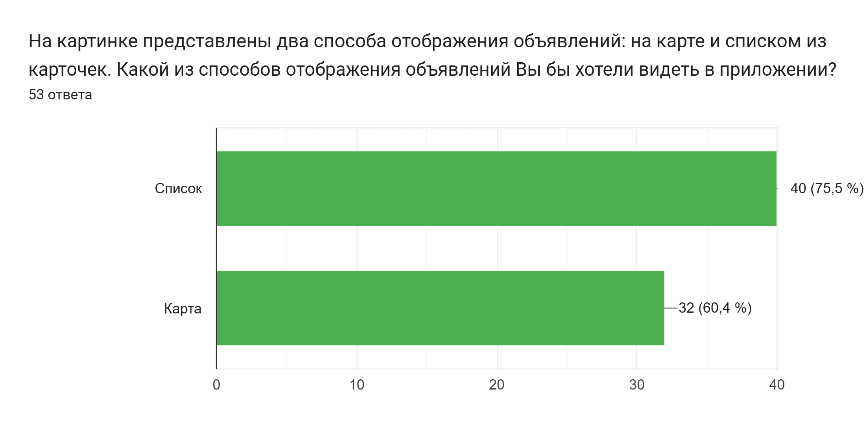 На картинке представлены два способа отображения объявлений: на карте и списком из
карточек. Какой из способов отображения объявлений Вы бы хотели видеть в приложении?
53 ответа
Список
40 (75,5 %)
Карта
32 (60,4 %)
0 10 20 30 40